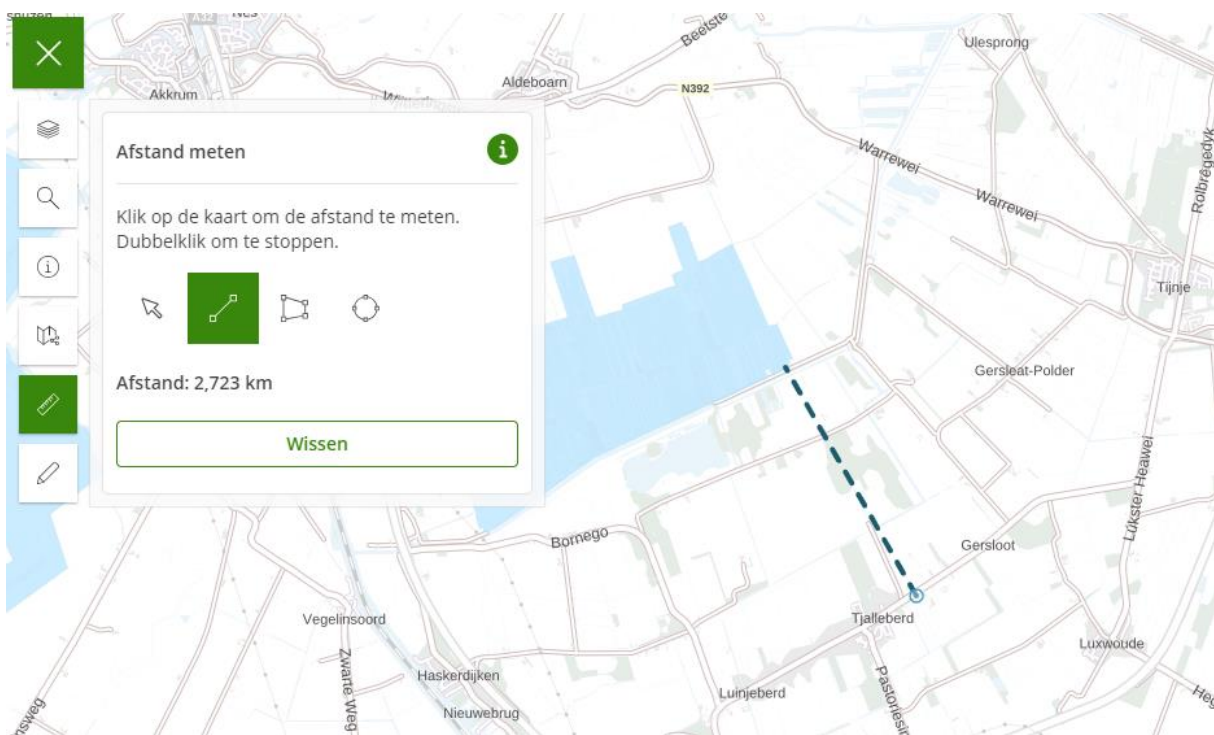 A32
Nes
Akkrum
Aldeboarn
N392
Ulesprong
Warrewei
Warrewei
Rolbrêgedyk
Tijnje
Afstand meten
Klik op de kaart om de afstand te meten.
Dubbelklik om te stoppen.
Afstand: 2,723 km
Wissen
Gersleat-Polder
Lúkster Heawei
Bornego
Gersloot
Vegelinsoord
Tjalleberd
Luxwoude
Zwarte Weg
Haskerdijken
Luinjeberd
Nieuwebrug